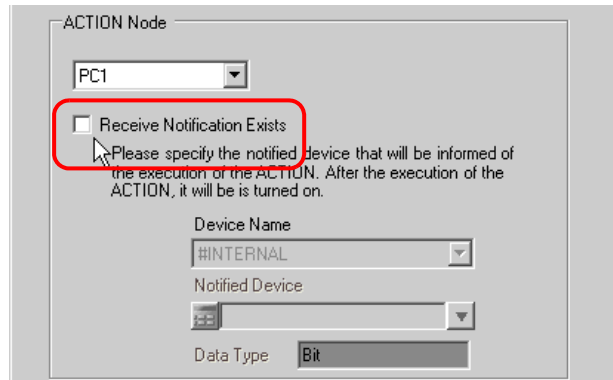 ACTION Node
PC1
Receive Notification Exists
Please specify the notified device that will be informed of
the execution of the ACTION. After the execution of the
ACTION, it will be is turned on.
Device Name
#INTERNAL
Notified Device
Data Type Bit